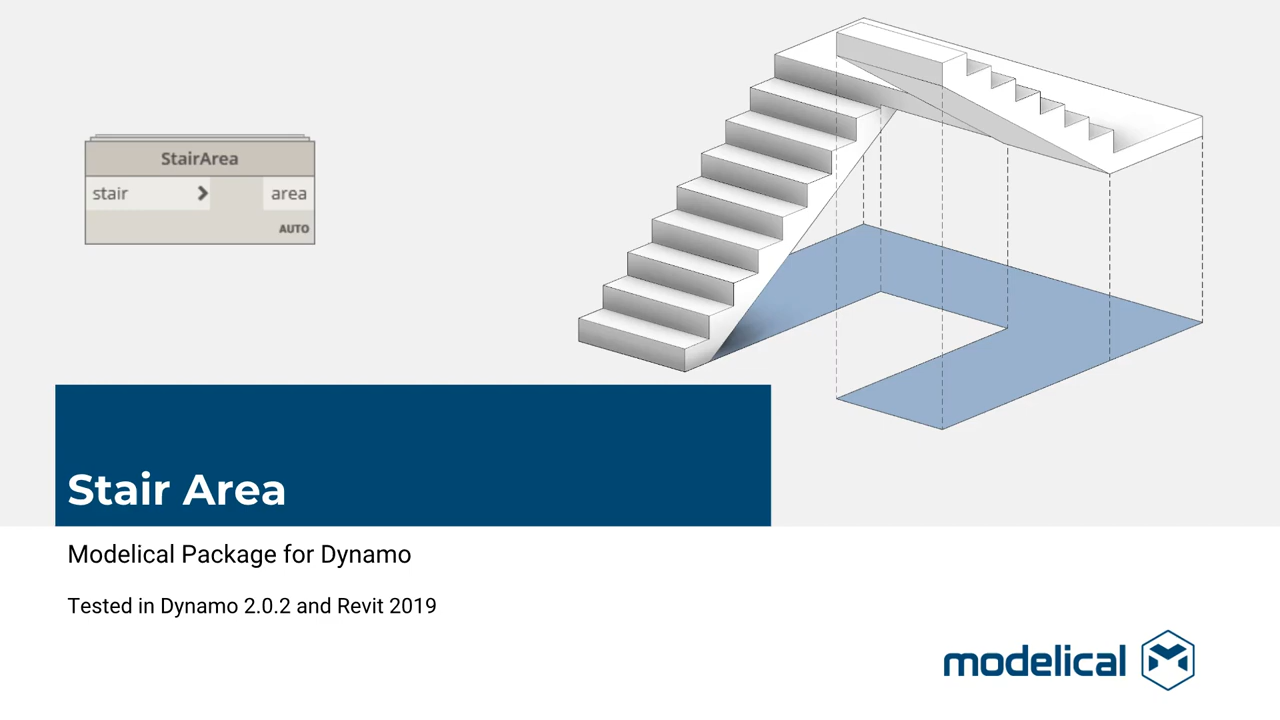 StairArea
stair
area
AUTO
Stair Area
Modelical Package for Dynamo
Tested in Dynamo 2.0.2 and Revit 2019
modelical